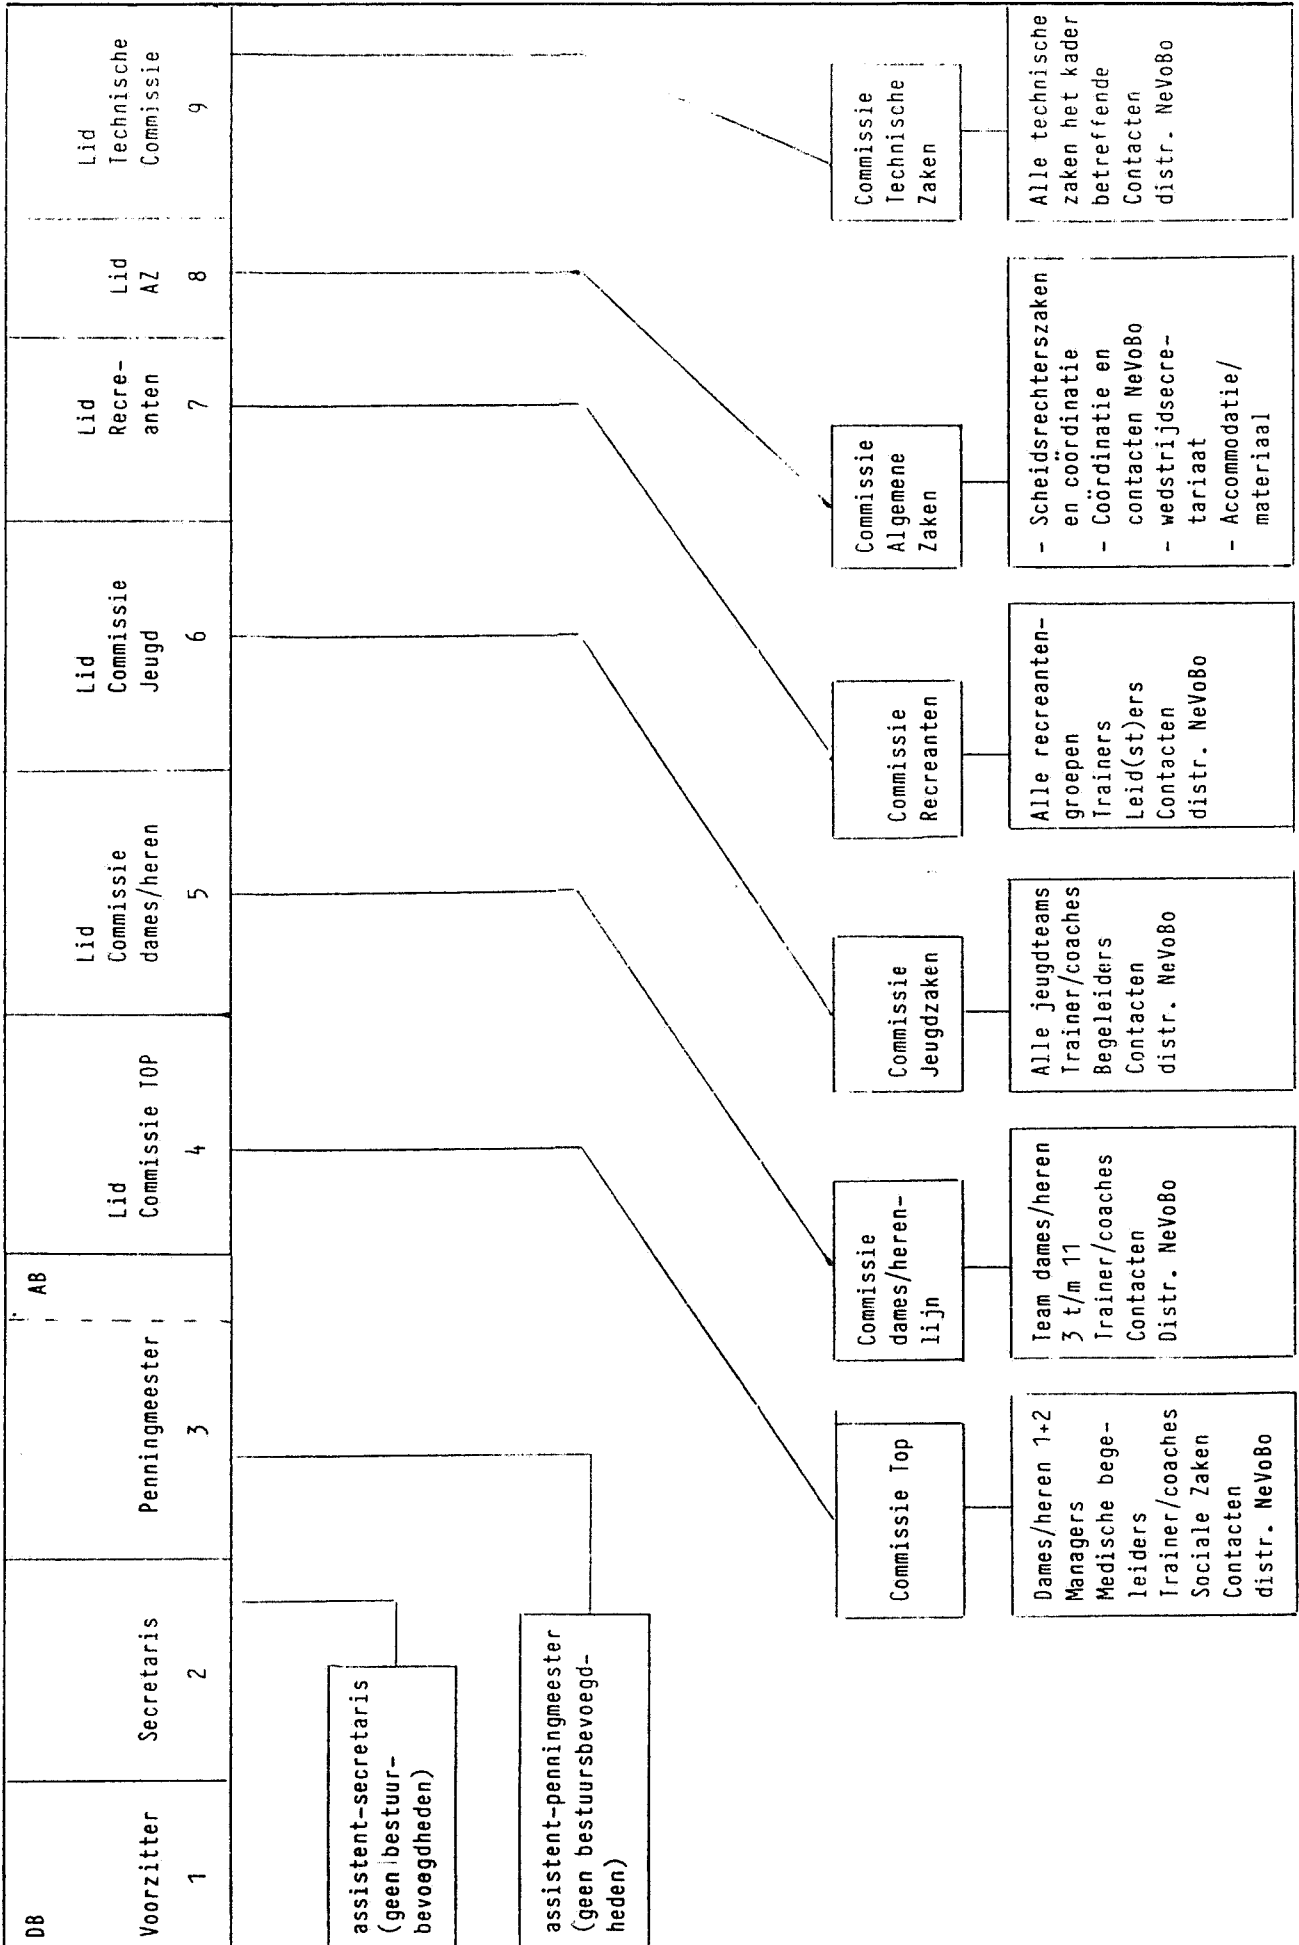 DB
AB
Voorzitter
1
Secretaris
2
Penningmeester
3
Lid
Commissie TOP
4
Lid
Commissie
dames/heren
5
Lid
Commissie
Jeugd
6
Lid
Recre-
anten
7
Lid
AZ
8
Lid
Technische
Commissie
9
assistent-secretaris
(geen bestuur-
bevoegdheden)
assistent-penningmeester
(geen bestuursbevoegd-
heden)
Commissie Top
Commissie
dames/heren-
lijn
Commissie
Jeugdzaken
Commissie
Recreanten
Commissie
Algemene
Zaken
Commissie
Technische
Zaken
Dames/heren 1+2
Managers
Medische bege-
leiders
Trainer/coaches
Sociale Zaken
Contacten
distr. NeVoBo
Team dames/heren
3 t/m 11
Trainer/coaches
Contacten
Distr. NeVoBo
Alle jeugdteams
Trainer/coaches
Begeleiders
Contacten
distr. NeVoBo
Alle recreanten-
groepen
Trainers
Leid(st)ers
Contacten
distr. NeVoBo
- Scheidsrechterszaken
en coördinatie
- Coördinatie en
contacten NeVoBo
- wedstrijdsecre-
tariaat
- Accommodatie/
materiaal
Alle technische
zaken het kader
betreffende
Contacten
distr. NeVoBo